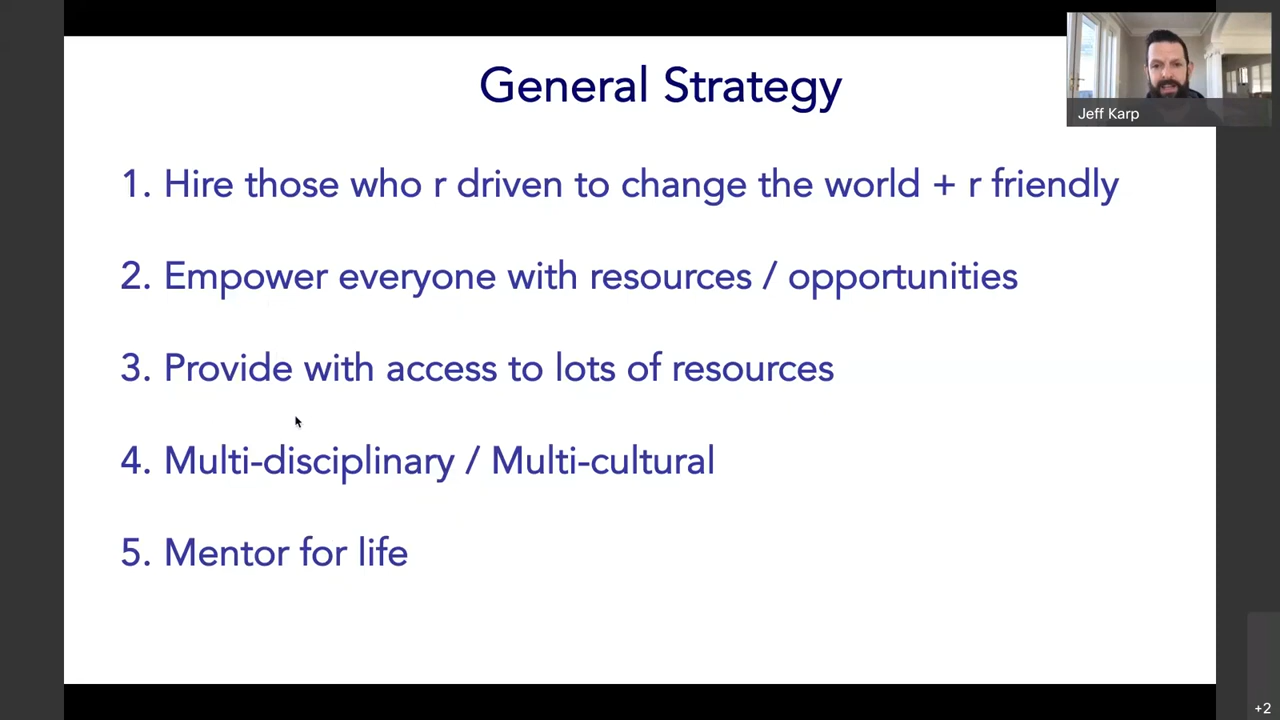 General Strategy
Jeff Karp
1. Hire those who r driven to change the world + r friendly
2. Empower everyone with resources / opportunities
3. Provide with access to lots of resources
4. Multi-disciplinary / Multi-cultural
5. Mentor for life
+2